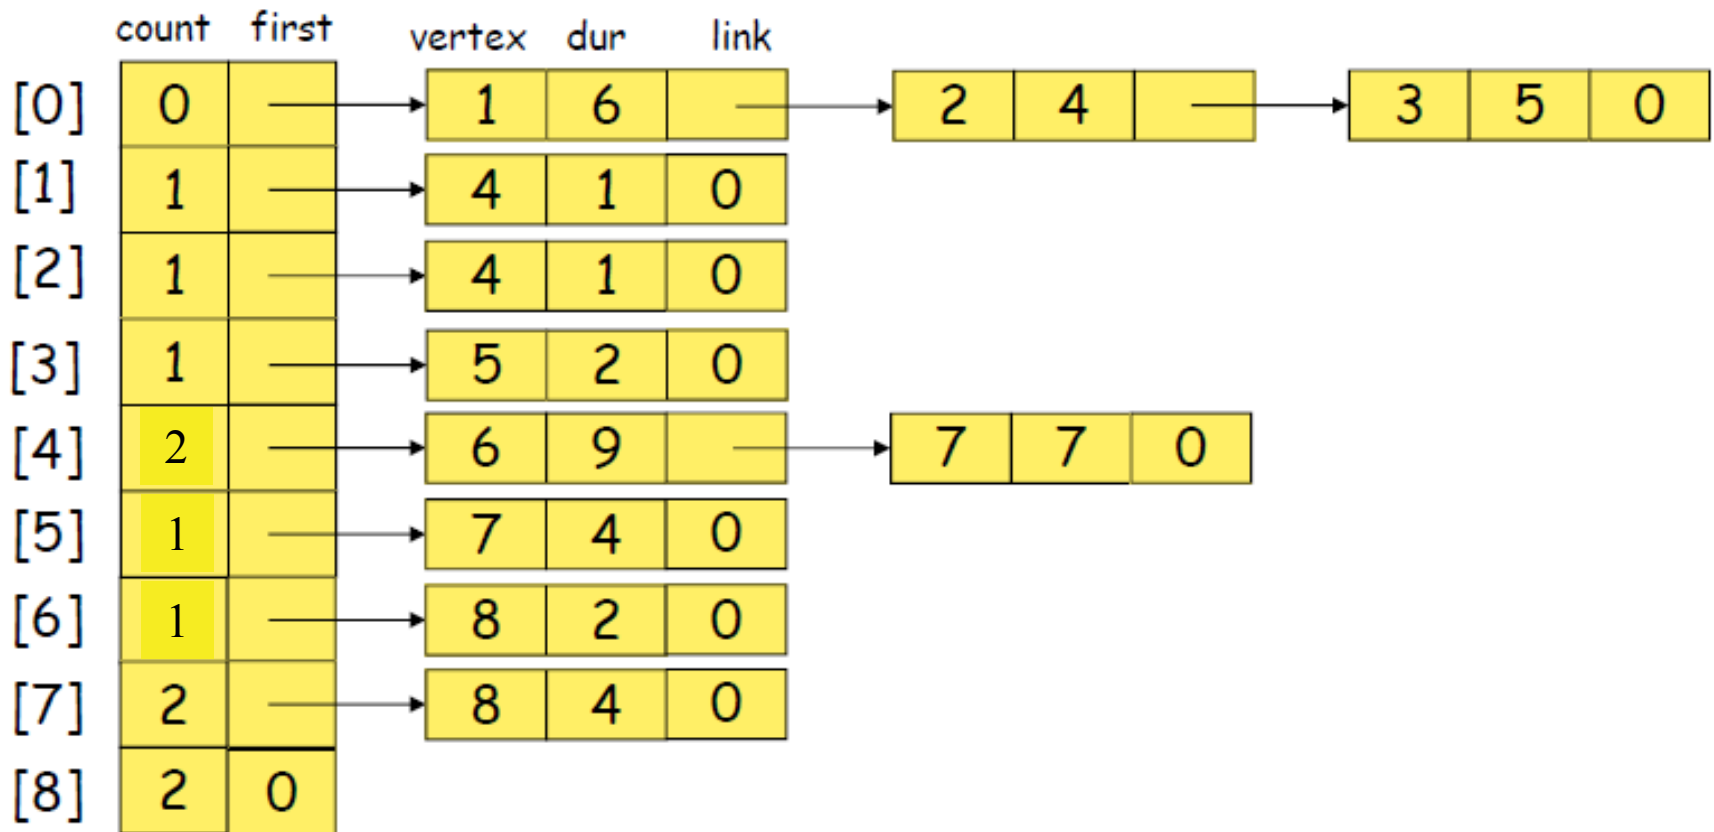 count first vertex dur link
[0] 0 1 6 2 4 3 5 0
[1] 1 4 1 0
[2] 1 4 1 0
[3] 1 5 2 0
[4] 2 6 9 7 7 0
[5] 1 7 4 0
[6] 1 8 2 0
[7] 2 8 4 0
[8] 2 0